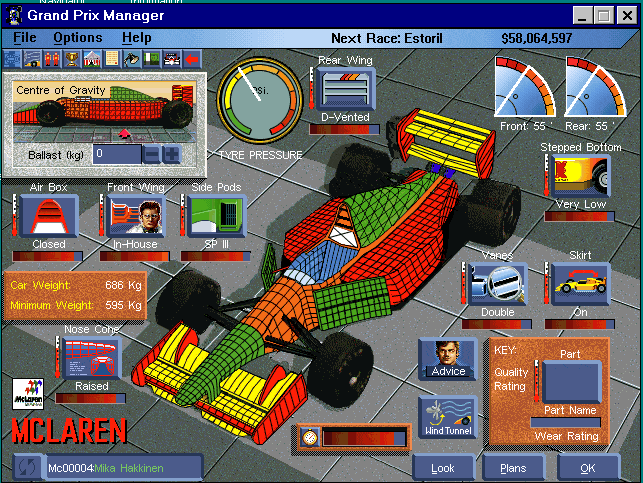 Grand Prix Manager
File Options Help
Next Race: Estoril
$58,064,597
Centre of Gravity
Ballast (kg)
0
psi.
TYRE PRESSURE
Rear Wing
D-Vented
Front: 55 '
Rear: 55 '
Stepped Bottom
Very Low
Air Box
Closed
Front Wing
In-House
Side Pods
SP III
Car Weight: 686 Kg
Minimum Weight: 595 Kg
Vanes
Double
Skirt
On
Nose Cone
Raised
McLaren
MCLAREN
Advice
Wind Tunnel
KEY:
Part
Quality
Rating
Part Name
Wear Rating
Mc00004:Mika Hakkinen
Look
Plans
OK